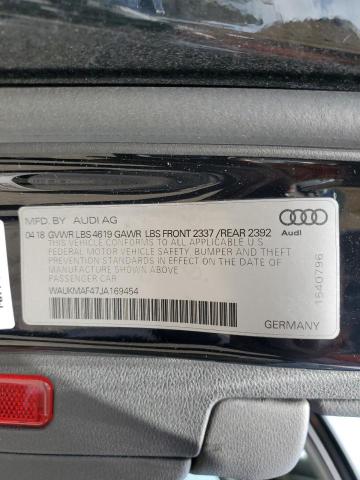 MFD. BY AUDI AG
04 18 GVWR LBS 4619 GAWR LBS FRONT 2337 / REAR 2392
THIS VEHICLE CONFORMS TO ALL APPLICABLE U.S
FEDERAL MOTOR VEHICLE SAFETY, BUMPER, AND THEFT
PREVENTION STANDARDS IN EFFECT ON THE DATE OF
MANUFACTURE SHOWN ABOVE
PASSENGER CAR
WAUKMAF47JA169454
Audi
1540796
GERMANY